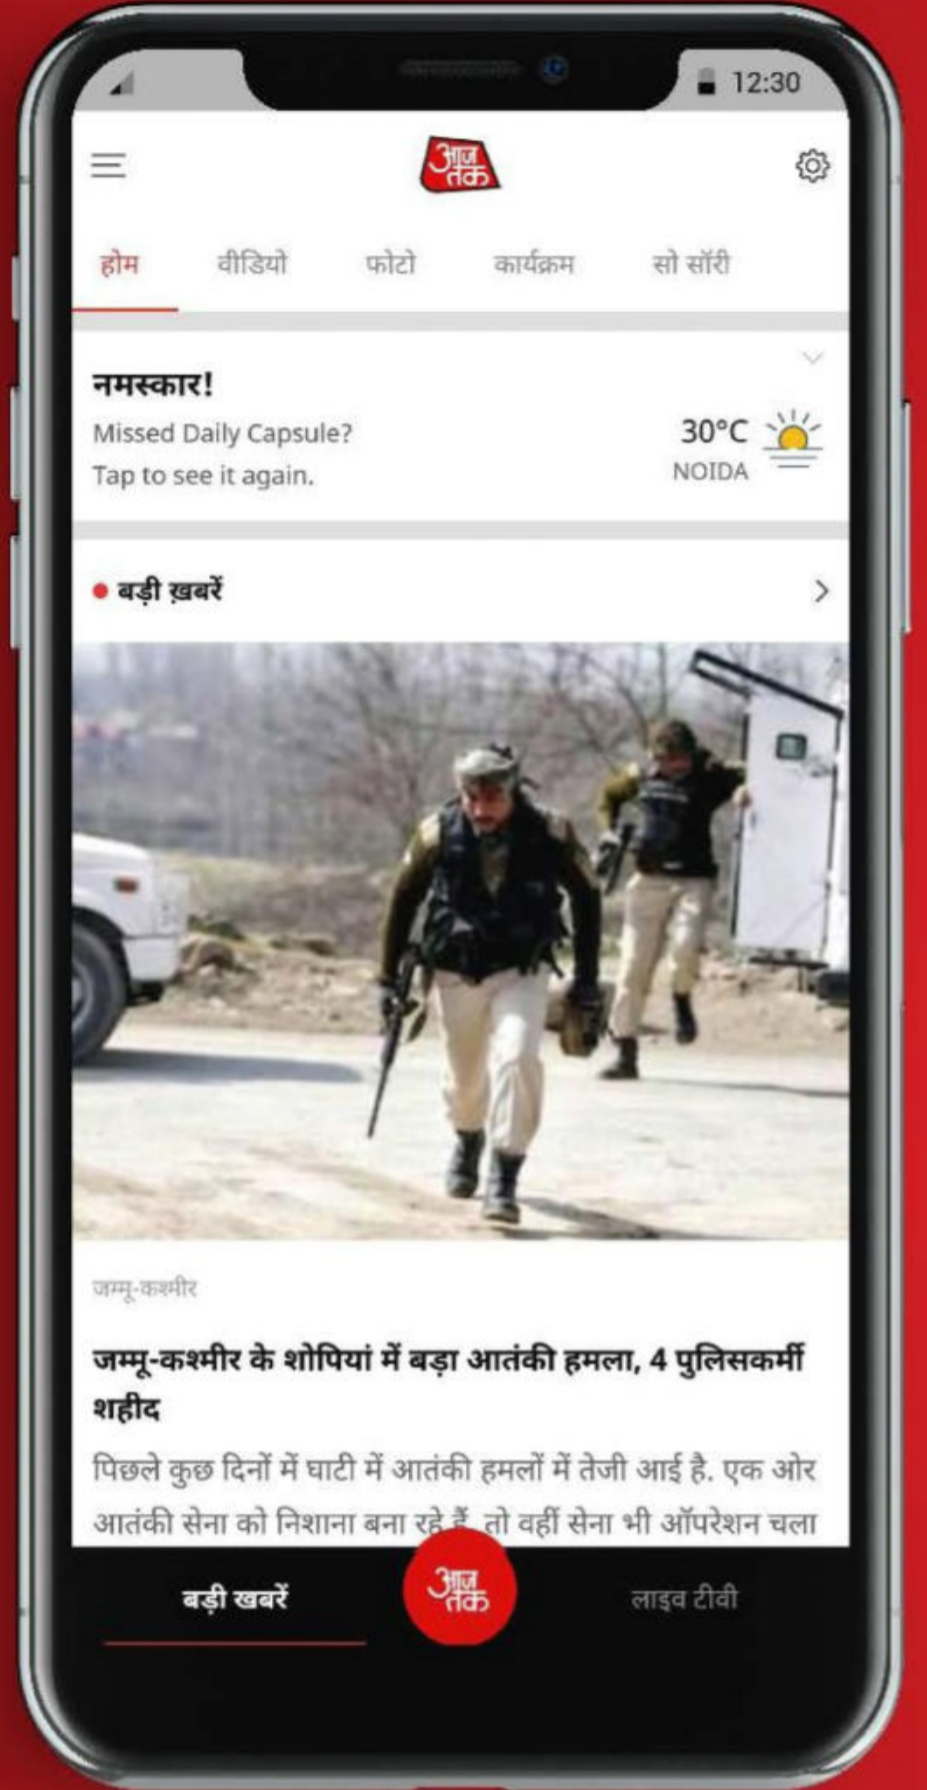 12:30
आज
तक
होम वीडियो फोटो कार्यक्रम सो सॉरी
नमस्कार!
Missed Daily Capsule?
Tap to see it again.
30°C
NOIDA
बड़ी ख़बरें
जम्मू-कश्मीर
जम्मू-कश्मीर के शोपियां में बड़ा आतंकी हमला, 4 पुलिसकर्मी
शहीद
पिछले कुछ दिनों में घाटी में आतंकी हमलों में तेजी आई है. एक ओर
आतंकी सेना को निशाना बना रहे हैं, तो वहीं सेना भी ऑपरेशन चला
बड़ी खबरें
आज
तक
लाइव टीवी